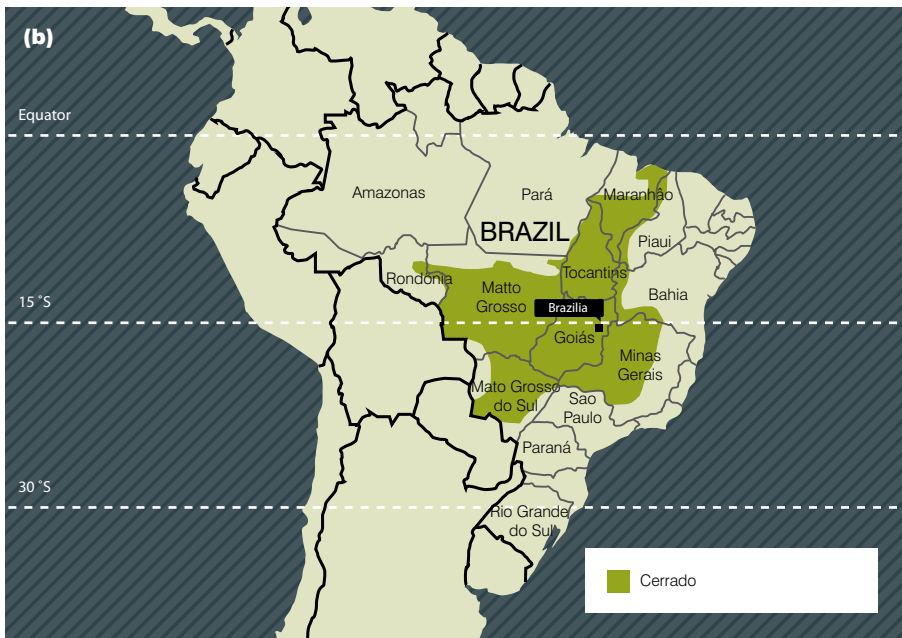 (b)
Equator
Amazonas
Pará
Maranhão
BRAZIL
Piaui
Rondonia
Tocantins
Matto
Grosso
Bahia
15 ˚S
Brazilia
Goiás
Minas
Gerais
Mato Grosso
do Sul
Sao
Paulo
Paraná
30 ˚S
Rio Grande
do Sul
Cerrado